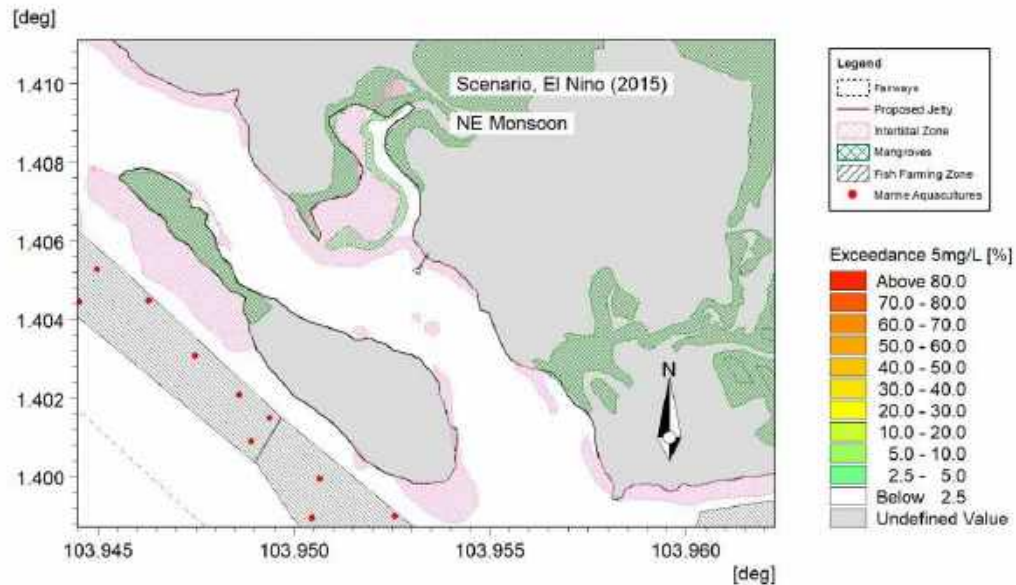 [deg]
1.410
1.408
1.406
1.404
1.402
1.400
Scenario, El Nino (2015)
NE Monsoon
N
103.945
103.950
103.955
103.960
[deg]
Legend
Fairways
Proposed Jetty
Intertidal Zone
Mangroves
Fish Farming Zone
Marine Aquacultures
Exceedance 5mg/L [%]
Above 80.0
70.0 - 80.0
60.0 - 70.0
50.0 - 60.0
40.0 - 50.0
30.0 - 40.0
20.0 - 30.0
10.0 - 20.0
5.0 - 10.0
2.5 - 5.0
Below 2.5
Undefined Value